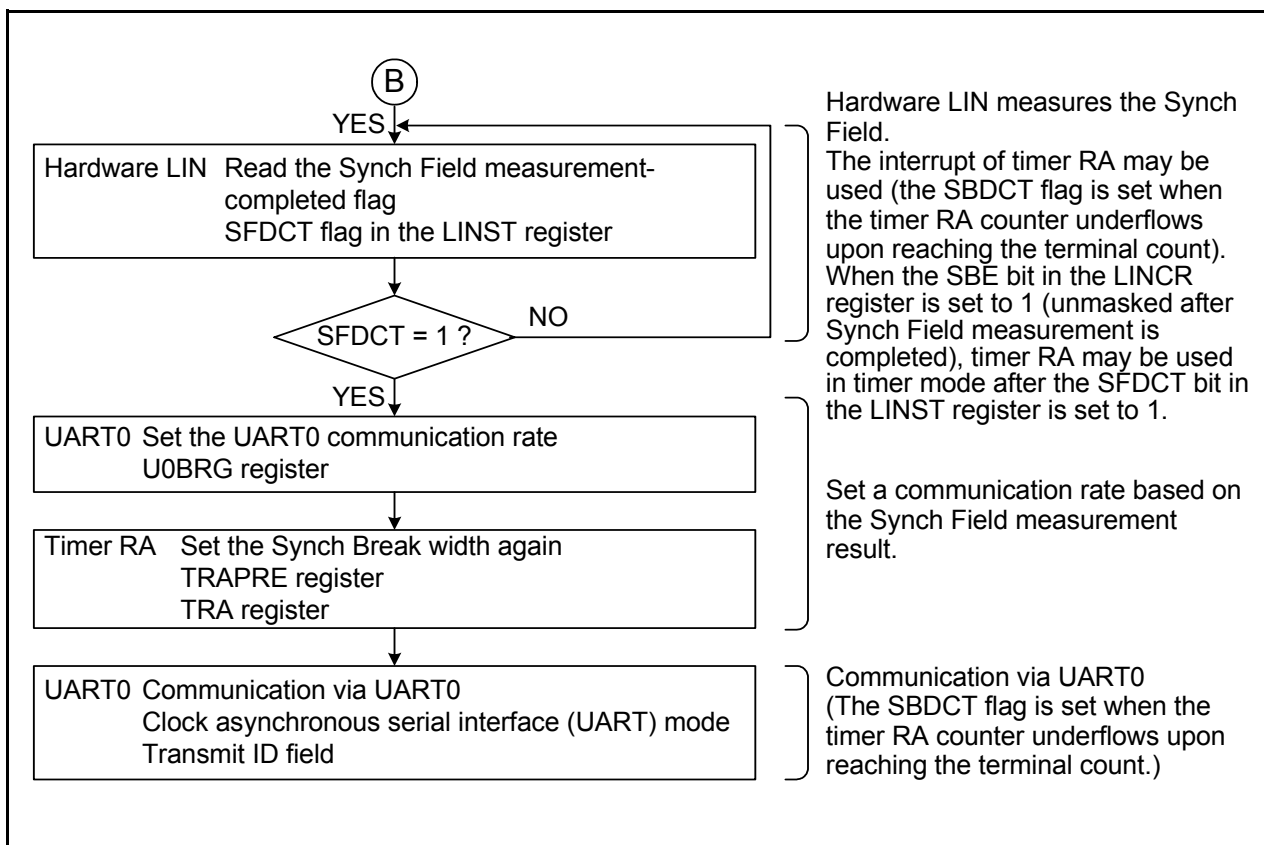 B
YES
Hardware LIN Read the Synch Field measurement-
completed flag
SFDCT flag in the LINST register
SFDCT = 1 ?
NO
YES
UART0 Set the UART0 communication rate
U0BRG register
Timer RA Set the Synch Break width again
TRAPRE register
TRA register
UART0 Communication via UART0
Clock asynchronous serial interface (UART) mode
Transmit ID field
Hardware LIN measures the Synch
Field.
The interrupt of timer RA may be
used (the SBDCT flag is set when
the timer RA counter underflows
upon reaching the terminal count).
When the SBE bit in the LINCR
register is set to 1 (unmasked after
Synch Field measurement is
completed), timer RA may be used
in timer mode after the SFDCT bit in
the LINST register is set to 1.
Set a communication rate based on
the Synch Field measurement
result.
Communication via UART0
(The SBDCT flag is set when the
timer RA counter underflows upon
reaching the terminal count.)